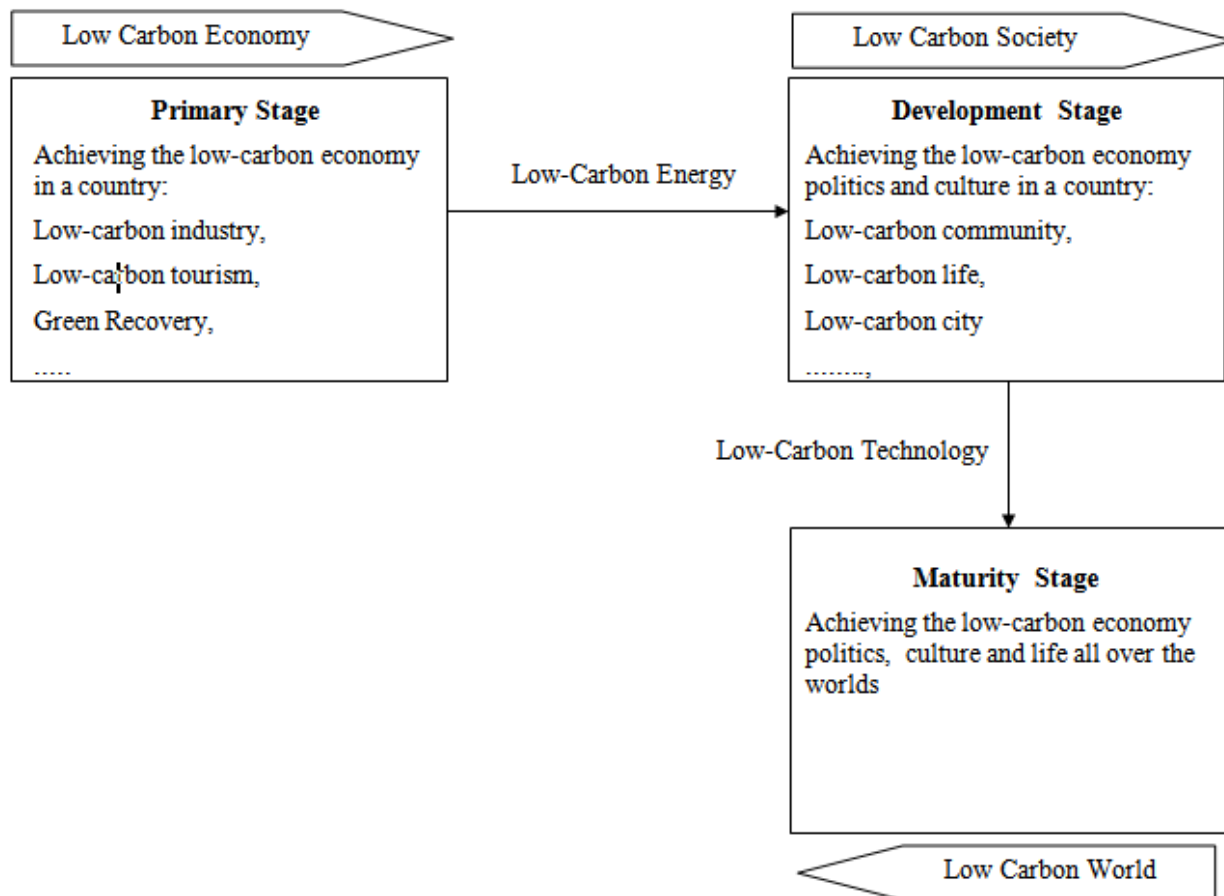 Low Carbon Economy
Low Carbon Society
Primary Stage
Achieving the low-carbon economy
in a country:
Low-carbon industry,
Low-carbon tourism,
Green Recovery,
.....
Low-Carbon Energy
Development Stage
Achieving the low-carbon economy
politics and culture in a country:
Low-carbon community,
Low-carbon life,
Low-carbon city
........,
Low-Carbon Technology
Maturity Stage
Achieving the low-carbon economy
politics, culture and life all over the
worlds
Low Carbon World